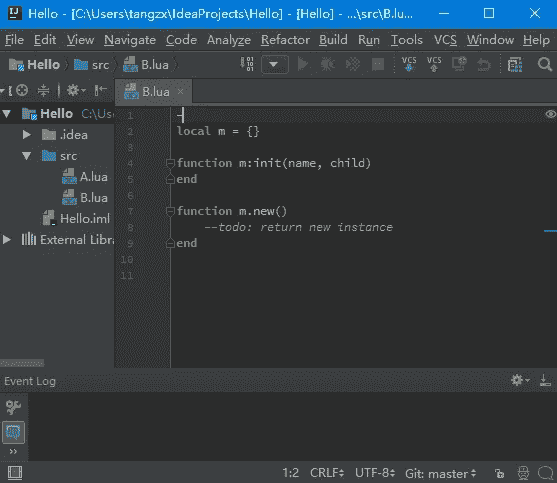 Hello - [C:\Users\tangzx\IdeaProjects\Hello] - [Hello] - ...\src\B.lua
File Edit View Navigate Code Analyze Refactor Build Run Tools VCS Window Help
Hello src B.lua VCS VCS
B.lua
Hello C:\Use
.idea
src
A.lua
B.lua
Hello.iml
External Libra
1 -
2 local m = {}
3
4 function m:init(name, child)
5 end
6
7 function m.new()
8 --todo: return new instance
9 end
10
11
Event Log
1:2 CRLF UTF-8 Git: master